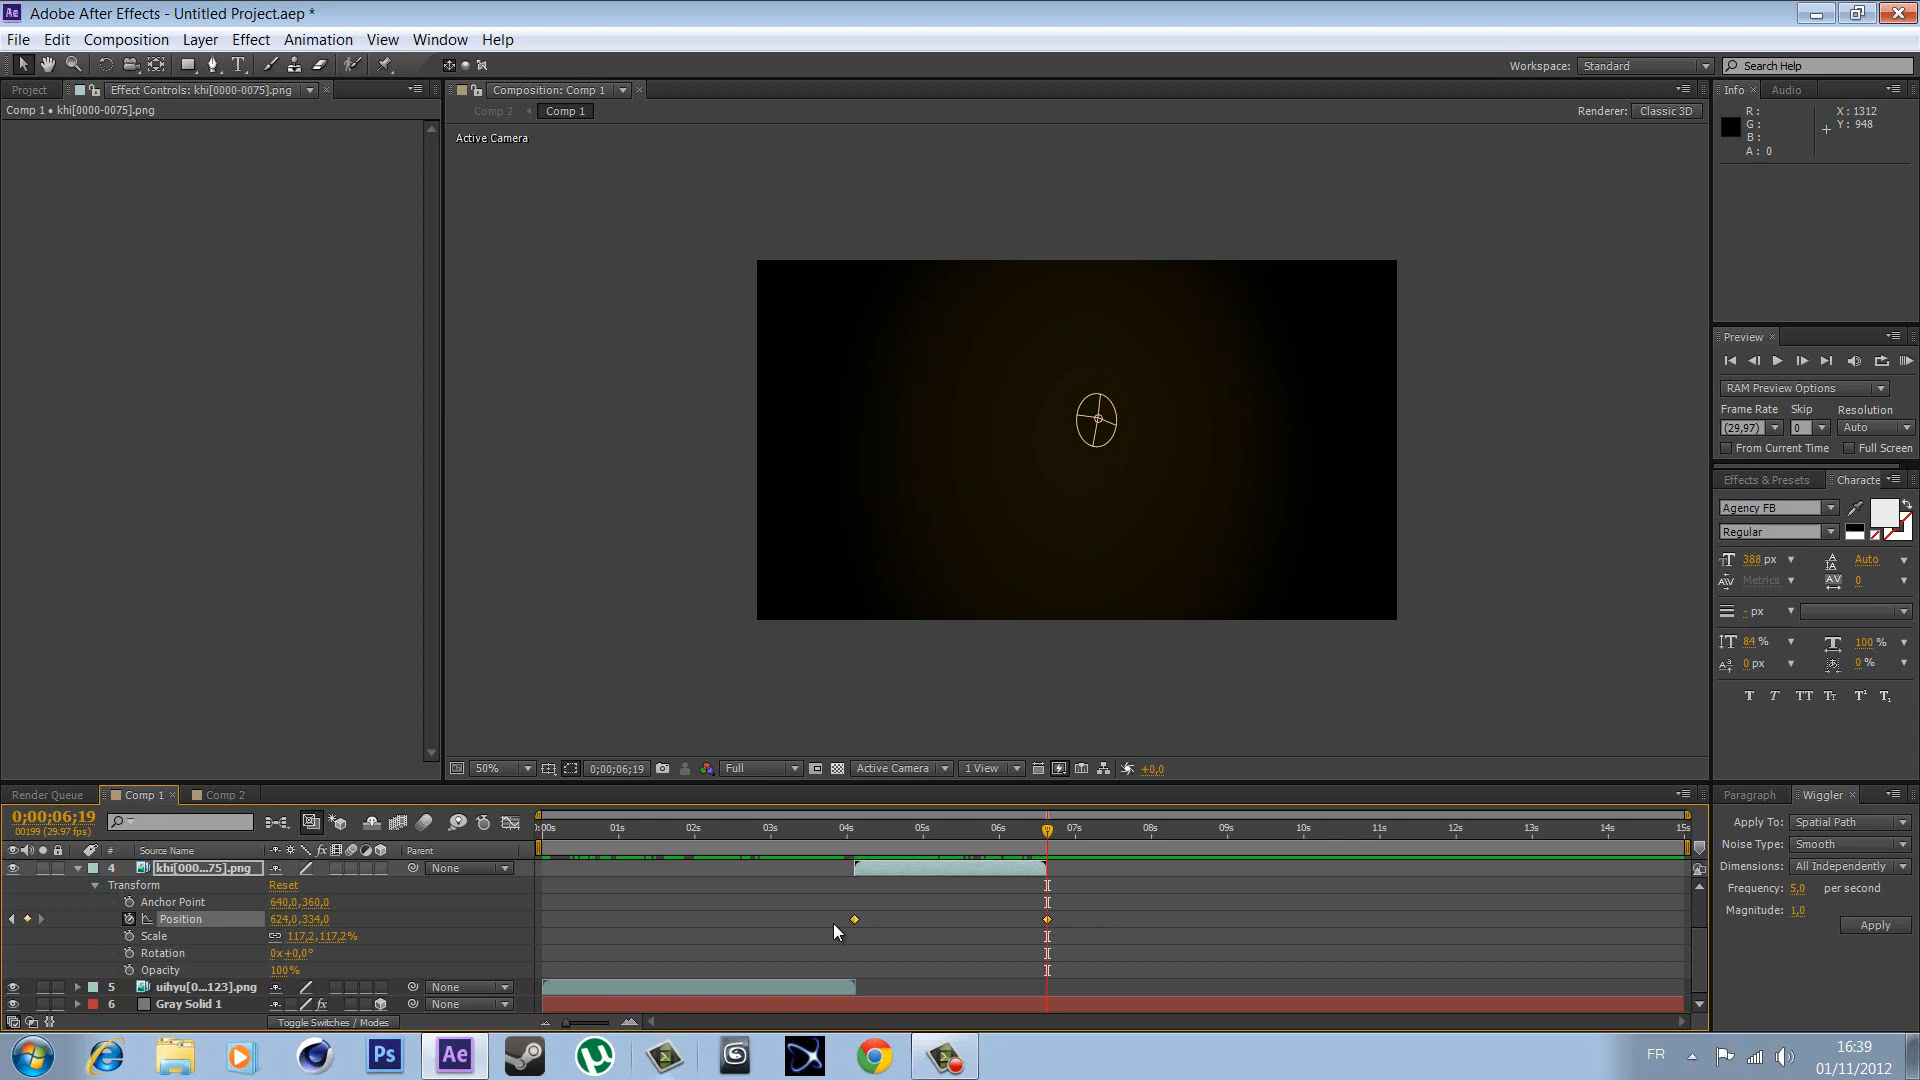 Adobe After Effects - Untitled Project.aep *
File Edit Composition Layer Effect Animation View Window Help
Workspace: Standard Search Help
Project Effect Controls: khi[0000-0075].png
Comp 1 • khi[0000-0075].png
Composition: Comp 1
Comp 2 Comp 1
Renderer: Classic 3D
Active Camera
Info Audio
R :
G :
B :
A : 0
X : 1312
Y : 948
Preview
RAM Preview Options
Frame Rate Skip Resolution
(29,97) 0 Auto
From Current Time Full Screen
Effects & Presets Characte
Agency FB
Regular
388 px Auto
Metrics 0
- px
84 % 100 %
0 px 0 %
T T TT Tr T¹ T₁
50% 0;00;06;19 Full Active Camera 1 View +0,0
Render Queue Comp 1 Comp 2
0;00;06;19
00199 (29.97 fps)
0:00s 01s 02s 03s 04s 05s 06s 07s 08s 09s 10s 11s 12s 13s 14s 15s
# Source Name Parent
4 khi[000...75].png None
Transform Reset
Anchor Point 640,0,360,0
Position 624,0,334,0
Scale 117,2,117,2%
Rotation 0x+0,0°
Opacity 100%
5 uihyu[0...123].png None
6 Gray Solid 1 fx None
Toggle Switches / Modes
Paragraph Wiggler
Apply To: Spatial Path
Noise Type: Smooth
Dimensions: All Independently
Frequency: 5,0 per second
Magnitude: 1,0
Apply
Ps Ae
FR
16:39
01/11/2012